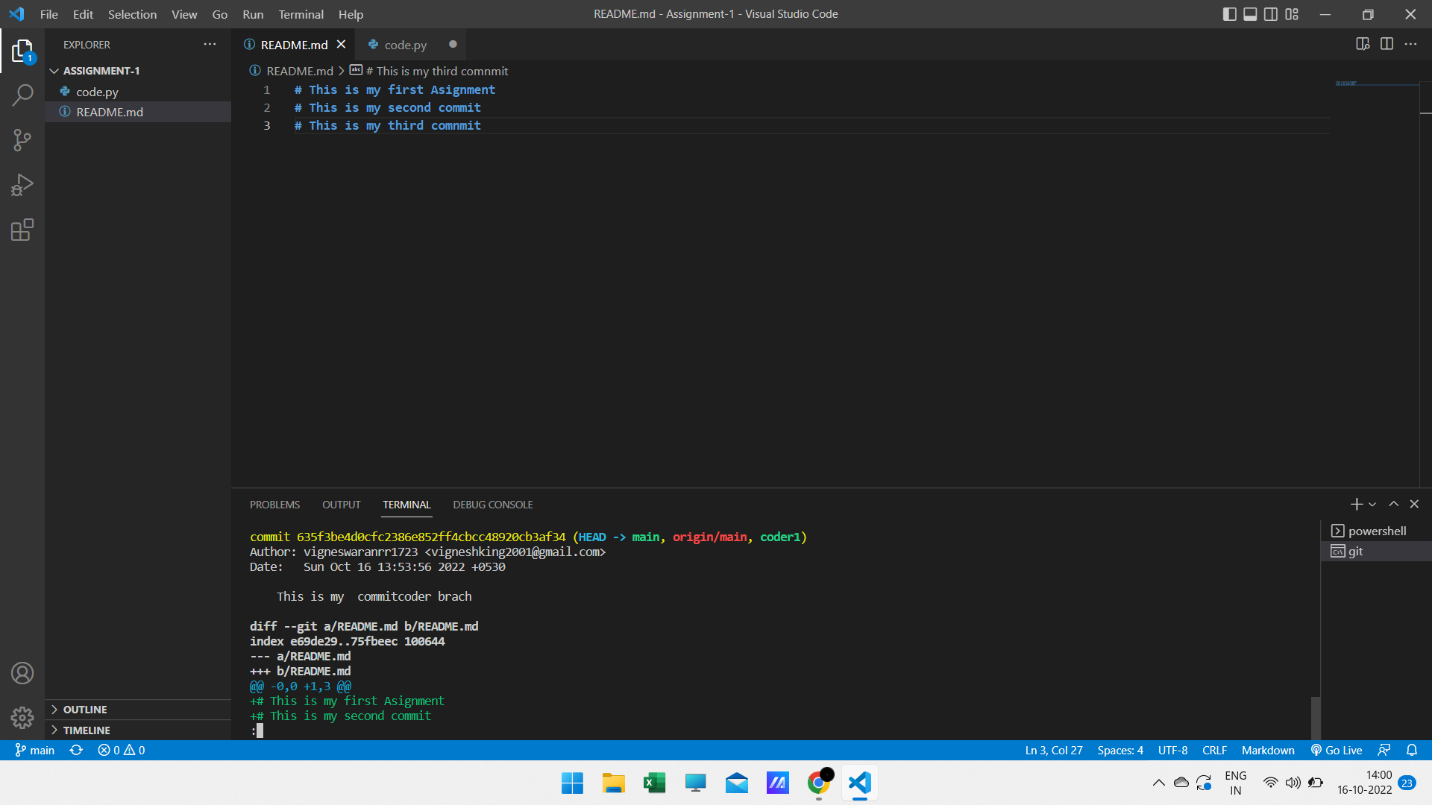 File Edit Selection View Go Run Terminal Help
README.md - Assignment-1 - Visual Studio Code
EXPLORER
README.md
code.py
1
ASSIGNMENT-1
README.md # This is my third comnmit
code.py
README.md
1 # This is my first Asignment
2 # This is my second commit
3 # This is my third comnmit
PROBLEMS OUTPUT TERMINAL DEBUG CONSOLE
commit 635f3be4d0cfc2386e852ff4cbcc48920cb3af34 (HEAD -> main, origin/main, coder1)
Author: vigneswaranrr1723 <vigneshking2001@gmail.com>
Date: Sun Oct 16 13:53:56 2022 +0530
This is my commitcoder brach
diff --git a/README.md b/README.md
index e69de29..75fbeec 100644
--- a/README.md
+++ b/README.md
@@ -0,0 +1,3 @@
+# This is my first Asignment
+# This is my second commit
:
powershell
git
OUTLINE
TIMELINE
main 0 0 Ln 3, Col 27 Spaces: 4 UTF-8 CRLF Markdown Go Live
ENG
IN
14:00
16-10-2022
23